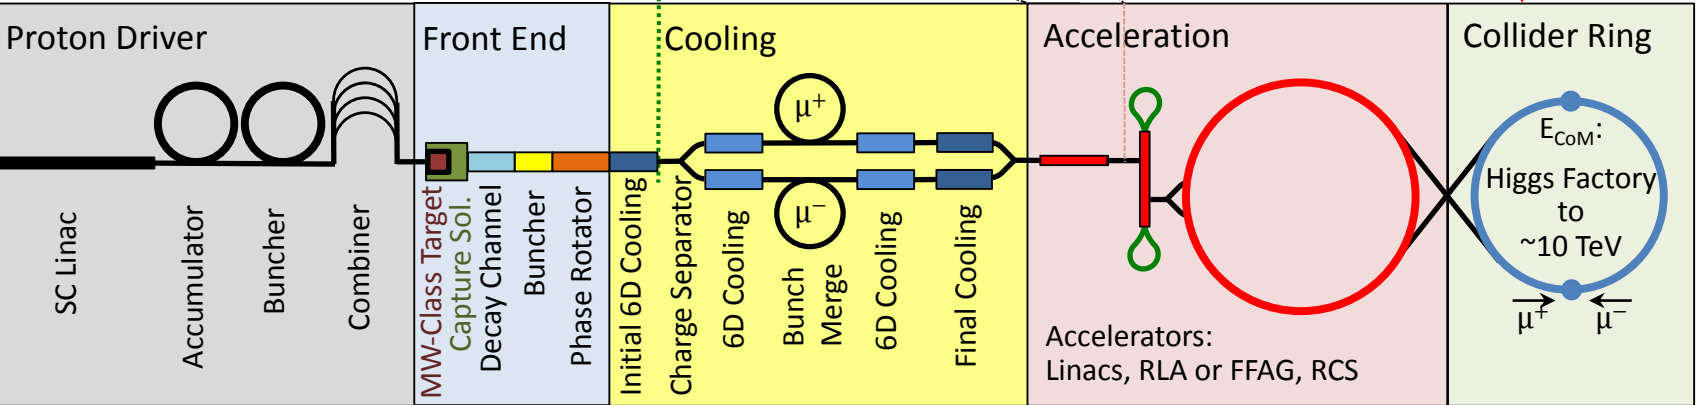 Proton Driver
Front End
Cooling
Acceleration
Collider Ring
SC Linac
Accumulator
Buncher
Combiner
MW-Class Target
Capture Sol.
Decay Channel
Buncher
Phase Rotator
Initial 6D Cooling
Charge Separator
6D Cooling
μ+
μ−
Bunch
Merge
6D Cooling
Final Cooling
Accelerators:
Linacs, RLA or FFAG, RCS
ECoM:
Higgs Factory
to
~10 TeV
μ+ μ−